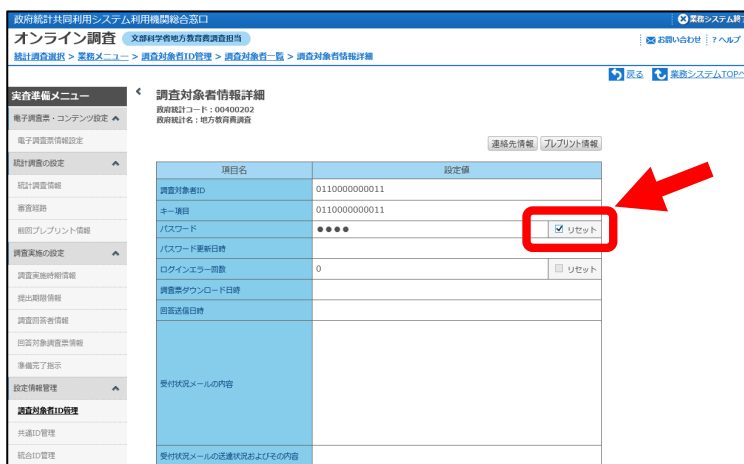 政府統計共同利用システム利用機関総合窓口
業務システム終
オンライン調査 文部科学省地方教育費調査担当
お問い合わせ ? ヘルプ
統計調査選択 > 業務メニュー > 調査対象者ID管理 > 調査対象者一覧 > 調査対象者情報詳細
戻る 業務システムTOPへ
実査準備メニュー
電子調査票・コンテンツ設定
電子調査票情報設定
統計調査の設定
統計調査情報
審査経路
前回プレプリント情報
調査実施の設定
調査実施時期情報
提出期限情報
調査回答者情報
回答対象調査票情報
準備完了指示
設定情報管理
調査対象者ID管理
共通ID管理
統合ID管理
調査対象者情報詳細
政府統計コード:00400202
政府統計名:地方教育費調査
連絡先情報 プレプリント情報
項目名 設定値
調査対象者ID 0110000000011
キー項目 0110000000011
パスワード ●●●● リセット
パスワード更新日時
ログインエラー回数 0 リセット
調査票ダウンロード日時
回答送信日時
受付状況メールの内容
受付状況メールの送達状況およびその内容